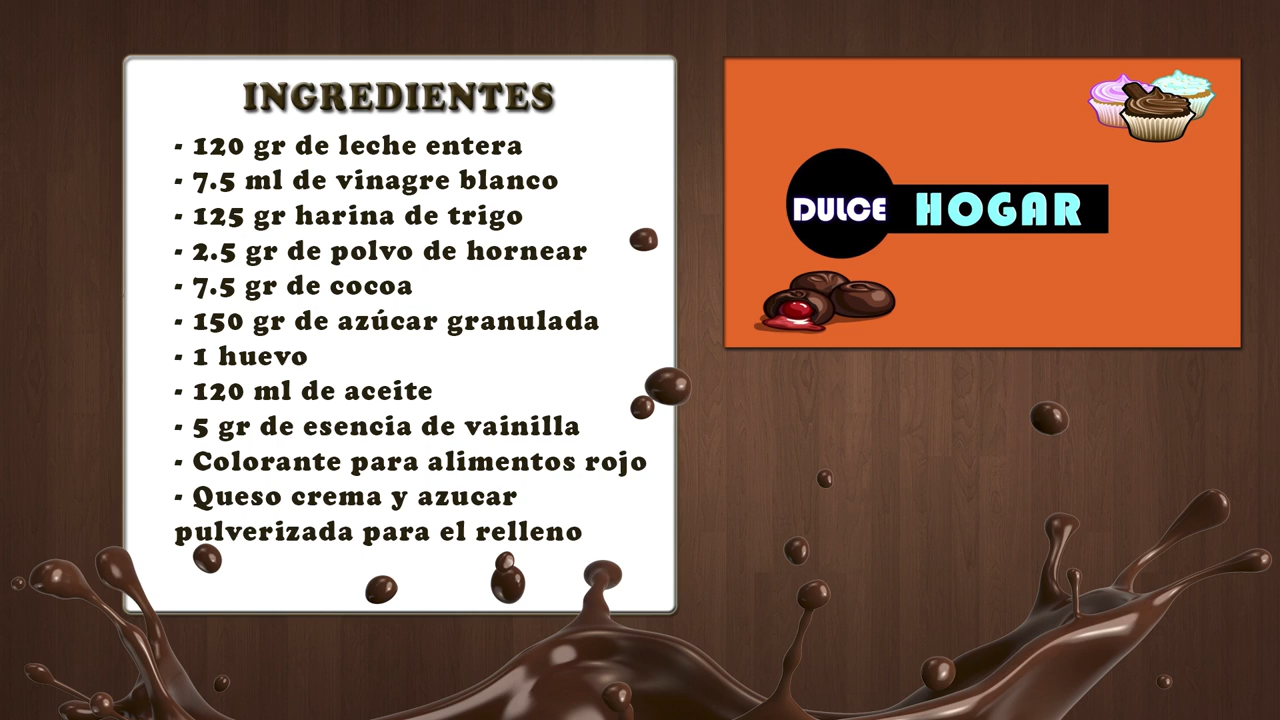 INGREDIENTES
- 120 gr de leche entera
- 7.5 ml de vinagre blanco
- 125 gr harina de trigo
- 2.5 gr de polvo de hornear
- 7.5 gr de cocoa
- 150 gr de azúcar granulada
- 1 huevo
- 120 ml de aceite
- 5 gr de esencia de vainilla
- Colorante para alimentos rojo
- Queso crema y azucar
pulverizada para el relleno
DULCE HOGAR